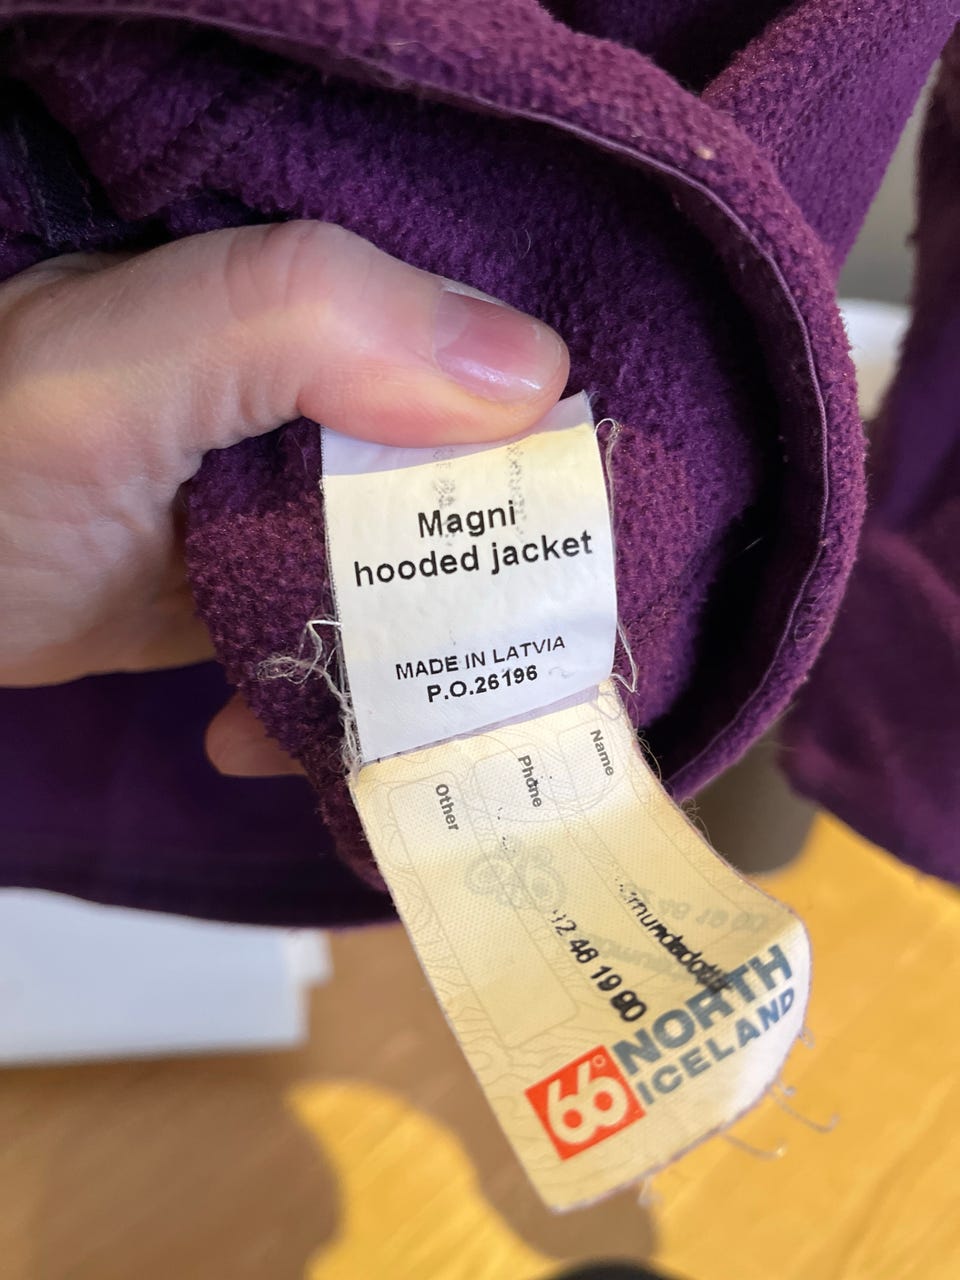 Magni
hooded jacket
MADE IN LATVIA
P.O.26196
Name
Phone
Other
66°
NORTH
ICELAND